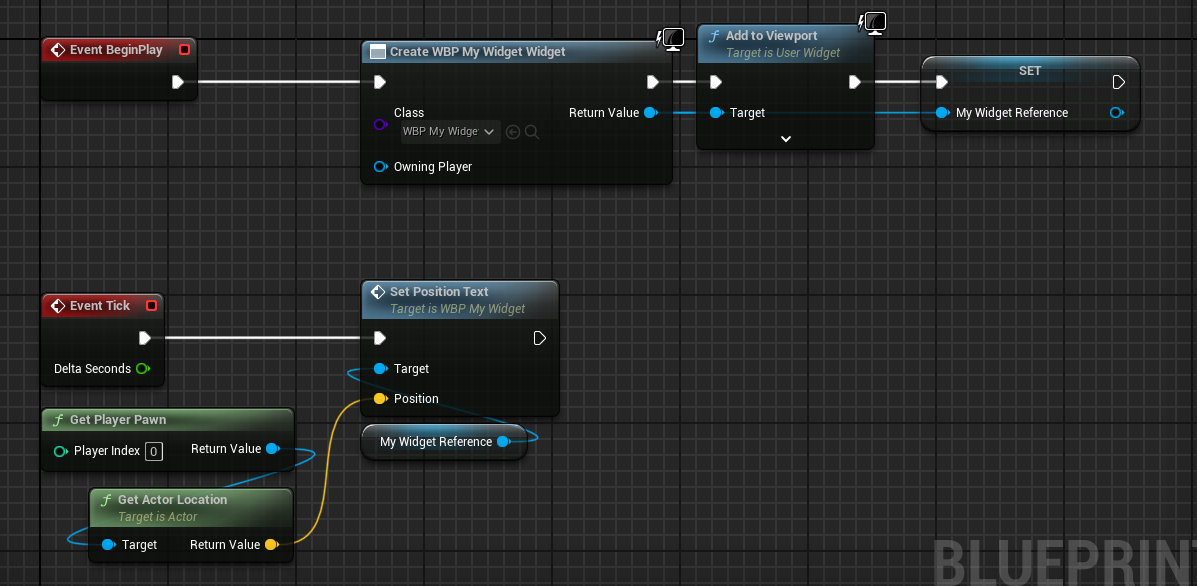 Event BeginPlay
Create WBP My Widget Widget
Class
WBP My Widge
Return Value
Owning Player
Add to Viewport
Target is User Widget
Target
SET
My Widget Reference
Event Tick
Delta Seconds
Set Position Text
Target is WBP My Widget
Target
Position
My Widget Reference
Get Player Pawn
Player Index 0
Return Value
Get Actor Location
Target is Actor
Target
Return Value
BLUEPRIN